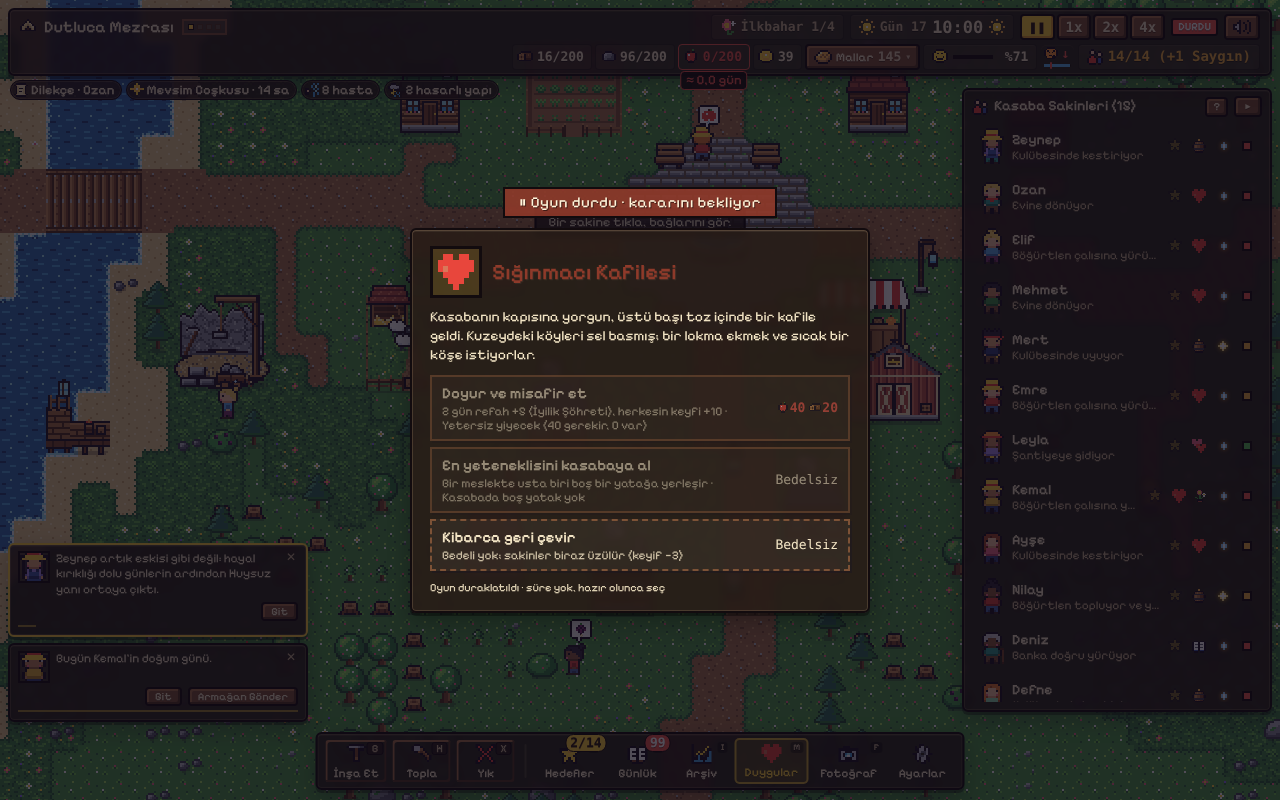 Dutluca Mezrası
İlkbahar 1/4
Gün 17 10:00
1x
2x
4x
DURDU
16/200
96/200
0/200
39
Mallar 145
%71
1
14/14 (+1 Saygın)
≈0.0 gün
Dilekçe · Ozan
Mevsim Coşkusu · 14 sa
8 hasta
8 hasarlı yapı
Oyun durdu · kararını bekliyor
Bir sakine tıkla, bağlarını gör.
Sığınmacı Kafilesi
Kasabanın kapısına yorgun, üstü başı toz içinde bir kafile
geldi. Kuzeydeki köyleri sel basmış; bir lokma ekmek ve sıcak bir
köşe istiyorlar.
Doyur ve misafir et
2 gün refah +8 (İyilik Şöhreti), herkesin keyfi +10 ·
Yetersiz yiyecek (40 gerekir, 0 var)
40 20
En yeteneklisini kasabaya al
Bir meslekte usta biri boş bir yatağa yerleşir ·
Kasabada boş yatak yok
Bedelsiz
Kibarca geri çevir
Bedeli yok; sakinler biraz üzülür (keyif -3)
Bedelsiz
Oyun duraklatıldı · süre yok, hazır olunca seç
Kasaba Sakinleri (15)
?
Zeynep
Kulübesinde kestiriyor
Ozan
Evine dönüyor
Elif
Böğürtlen çalısına yürü...
Mehmet
Evine dönüyor
Mert
Kulübesinde uyuyor
Emre
Böğürtlen çalısına yürü...
Leyla
Şantiyeye gidiyor
Kemal
Böğürtlen çalısına y...
Ayşe
Kulübesinde kestiriyor
Nilay
Böğürtlen topluyor ve y...
Deniz
Banka doğru yürüyor
Defne
Zeynep artık eskisi gibi değil: hayal
kırıklığı dolu günlerin ardından Huysuz
yanı ortaya çıktı.
Git
Bugün Kemal'in doğum günü.
Git
Armağan Gönder
B
İnşa Et
H
Topla
X
Yık
2/14
Hedefler
99
Günlük
I
Arşiv
M
Duygular
F
Fotoğraf
Ayarlar